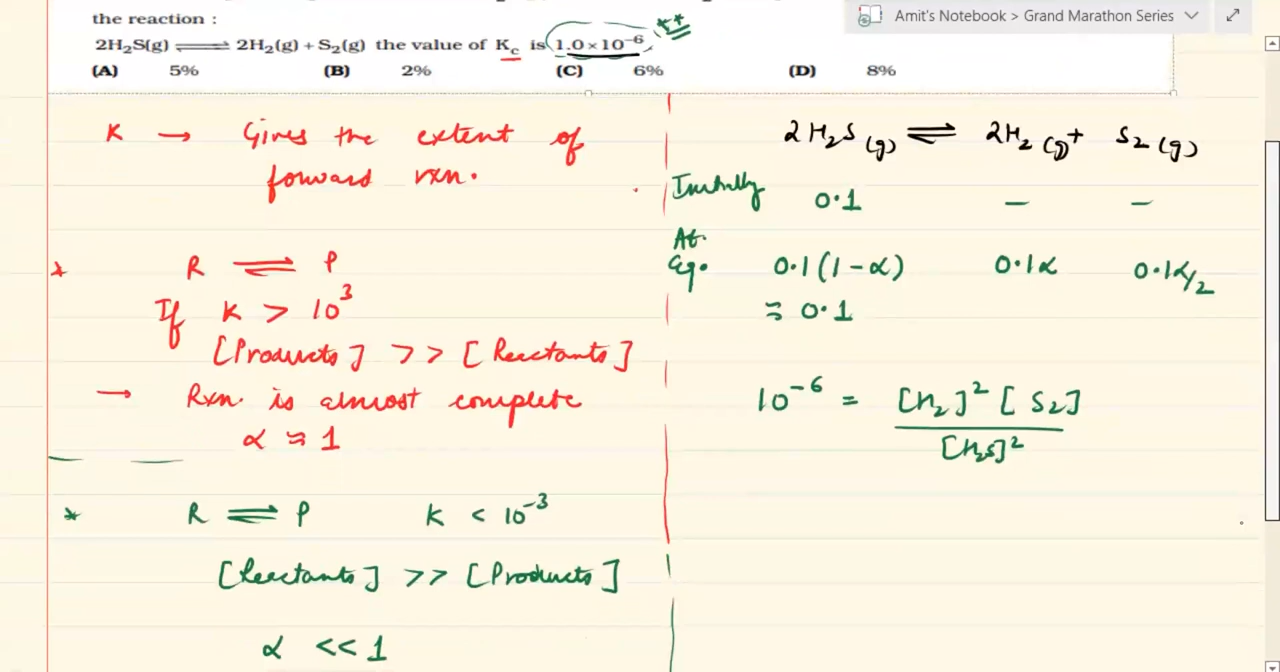 the reaction :
Amit's Notebook > Grand Marathon Series
2H₂S(g) ⇌ 2H₂(g) + S₂(g) the value of K꜀ is 1.0×10⁻⁶
(A) 5% (B) 2% (C) 6% (D) 8%
K → Gives the extent of
forward rxn.
* R ⇌ P
If K > 10³
[Products] >> [Reactants]
→ Rxn. is almost complete
α ≈ 1
* R ⇌ P K < 10⁻³
[Reactants] >> [Products]
α << 1
2H₂S (g) ⇌ 2H₂ (g) + S₂ (g)
Initially 0.1 – –
At.
Eq. 0.1(1-α) 0.1α 0.1α/2
≈ 0.1
10⁻⁶ = [H₂]² [S₂]
[H₂S]²